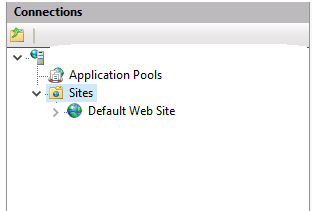 Connections
Application Pools
Sites
Default Web Site